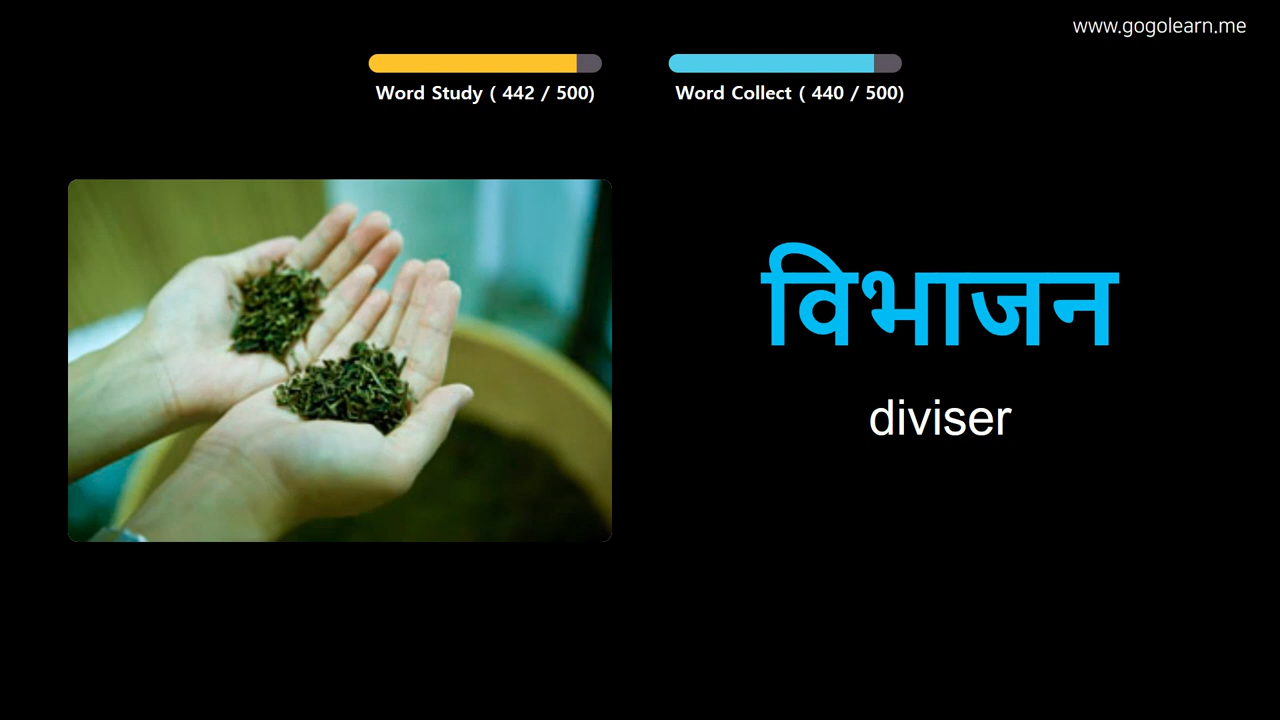 www.gogolearn.me
Word Study ( 442 / 500)
Word Collect ( 440 / 500)
विभाजन
diviser